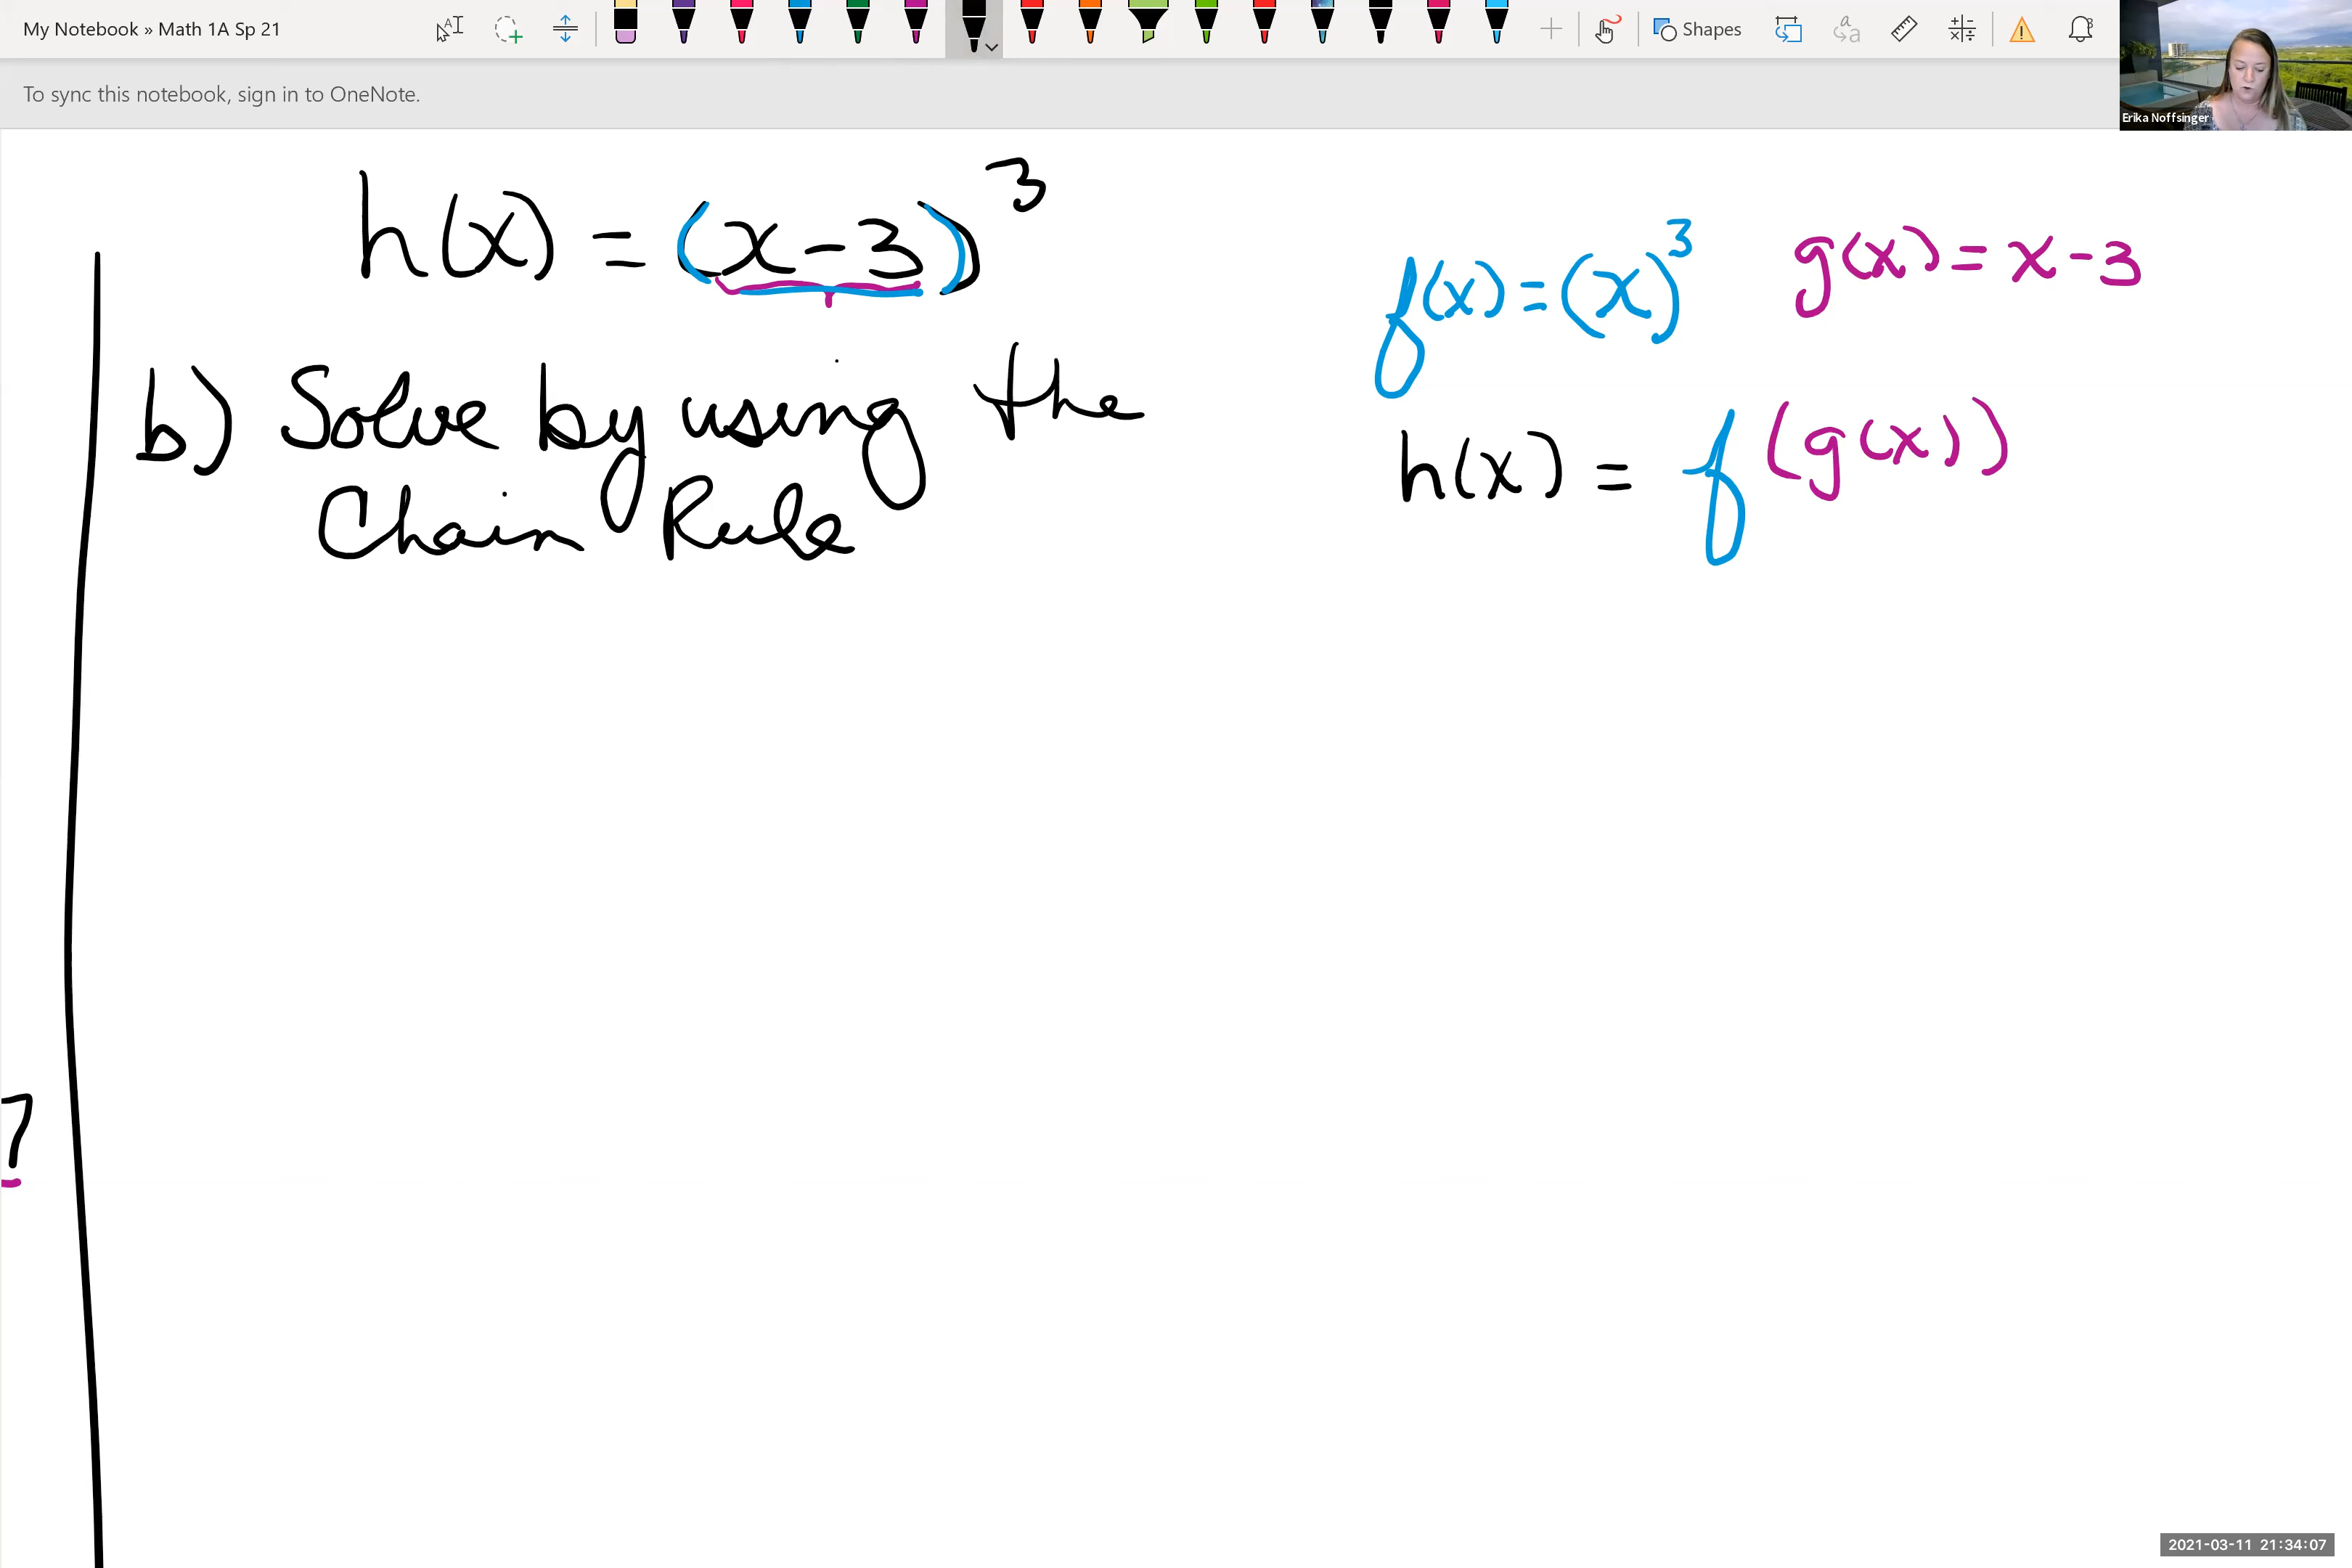 My Notebook » Math 1A Sp 21
Shapes
To sync this notebook, sign in to OneNote.
Erika Noffsinger
h(x) = (x-3)³
f(x) = (x)³
g(x) = x-3
b) Solve by using the
Chain Rule
h(x) = f(g(x))
?
2021-03-11 21:34:07